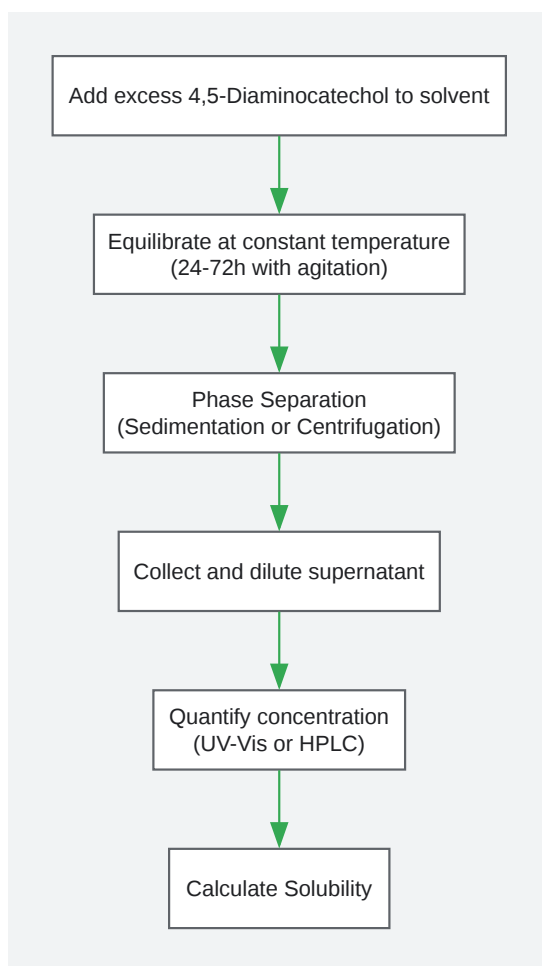 Add excess 4,5-Diaminocatechol to solvent
Equilibrate at constant temperature
(24-72h with agitation)
Phase Separation
(Sedimentation or Centrifugation)
Collect and dilute supernatant
Quantify concentration
(UV-Vis or HPLC)
Calculate Solubility